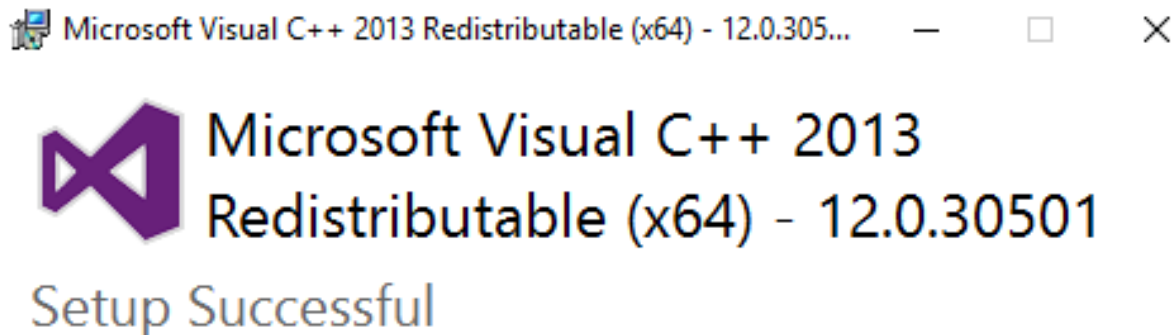 Microsoft Visual C++ 2013 Redistributable (x64) - 12.0.305...
Microsoft Visual C++ 2013
Redistributable (x64) - 12.0.30501
Setup Successful